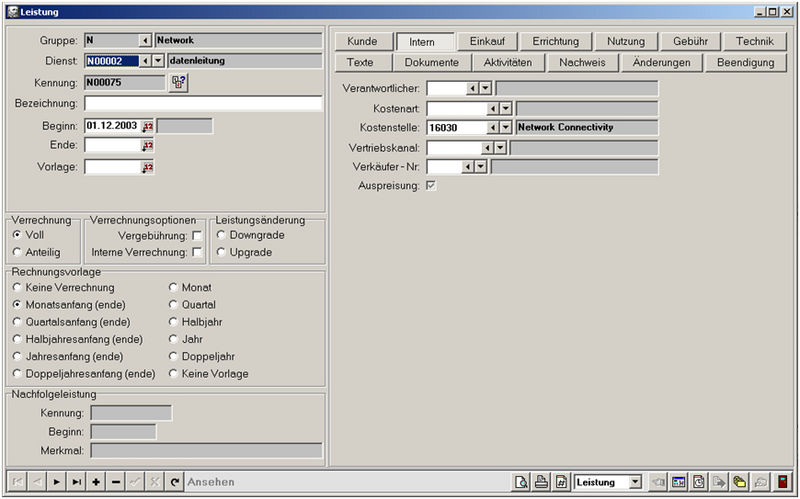 Leistung
Gruppe: N Network
Dienst: N00002 datenleitung
Kennung: N00075
Bezeichnung:
Beginn: 01.12.2003
Ende:
Vorlage:
Verrechnung
Voll
Anteilig
Verrechnungsoptionen
Vergebührung:
Interne Verrechnung:
Leistungsänderung
Downgrade
Upgrade
Rechnungsvorlage
Keine Verrechnung Monat
Monatsanfang (ende) Quartal
Quartalsanfang (ende) Halbjahr
Halbjahresanfang (ende) Jahr
Jahresanfang (ende) Doppeljahr
Doppeljahresanfang (ende) Keine Vorlage
Nachfolgeleistung
Kennung:
Beginn:
Merkmal:
Kunde Intern Einkauf Errichtung Nutzung Gebühr Technik
Texte Dokumente Aktivitäten Nachweis Änderungen Beendigung
Verantwortlicher:
Kostenart:
Kostenstelle: 16030 Network Connectivity
Vertriebskanal:
Verkäufer-Nr:
Auspreisung:
Ansehen
Leistung